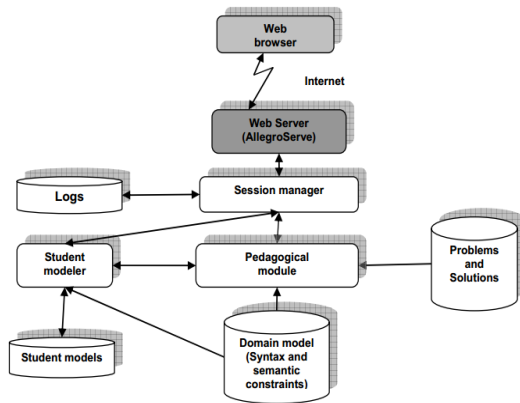 Web
browser
Internet
Web Server
(AllegroServe)
Logs
Session manager
Student
modeler
Pedagogical
module
Problems
and
Solutions
Student models
Domain model
(Syntax and
semantic
constraints)